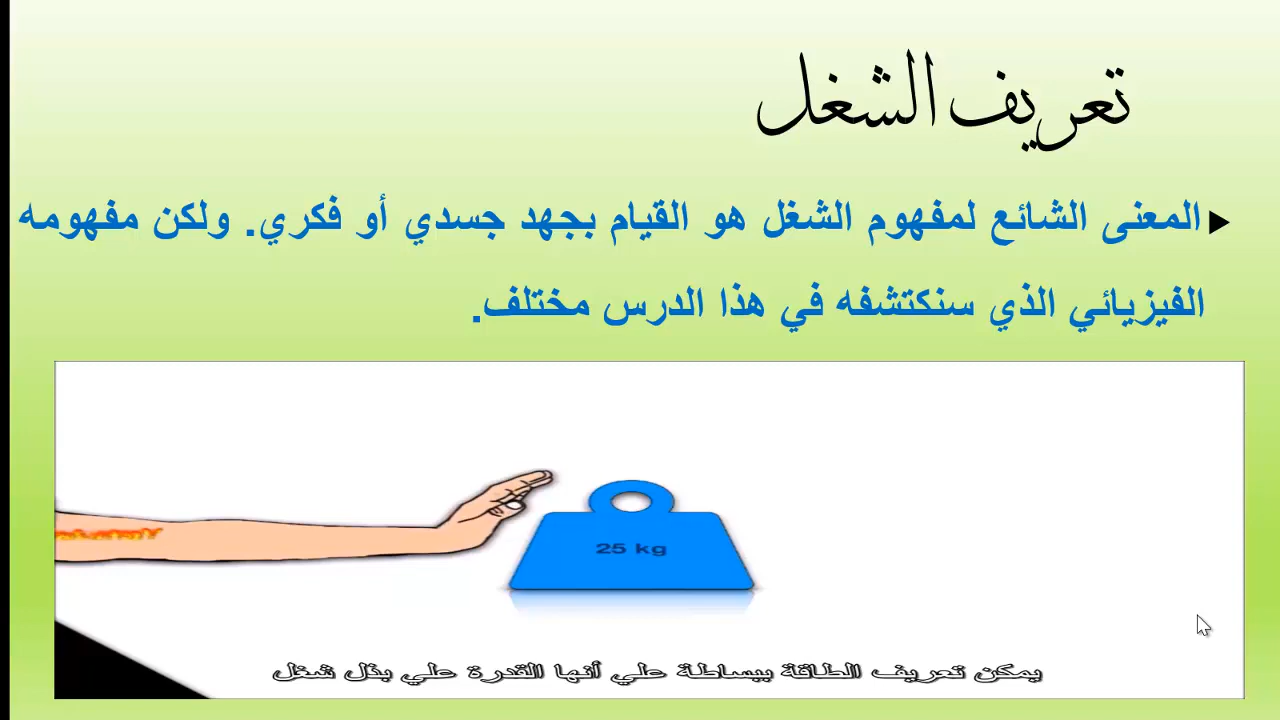 تعريف الشغل
المعنى الشائع لمفهوم الشغل هو القيام بجهد جسدي أو فكري. ولكن مفهومه
الفيزيائي الذي سنكتشفه في هذا الدرس مختلف.
25 kg
يمكن تعريف الطاقة ببساطة علي أنها القدرة علي بذل شغل